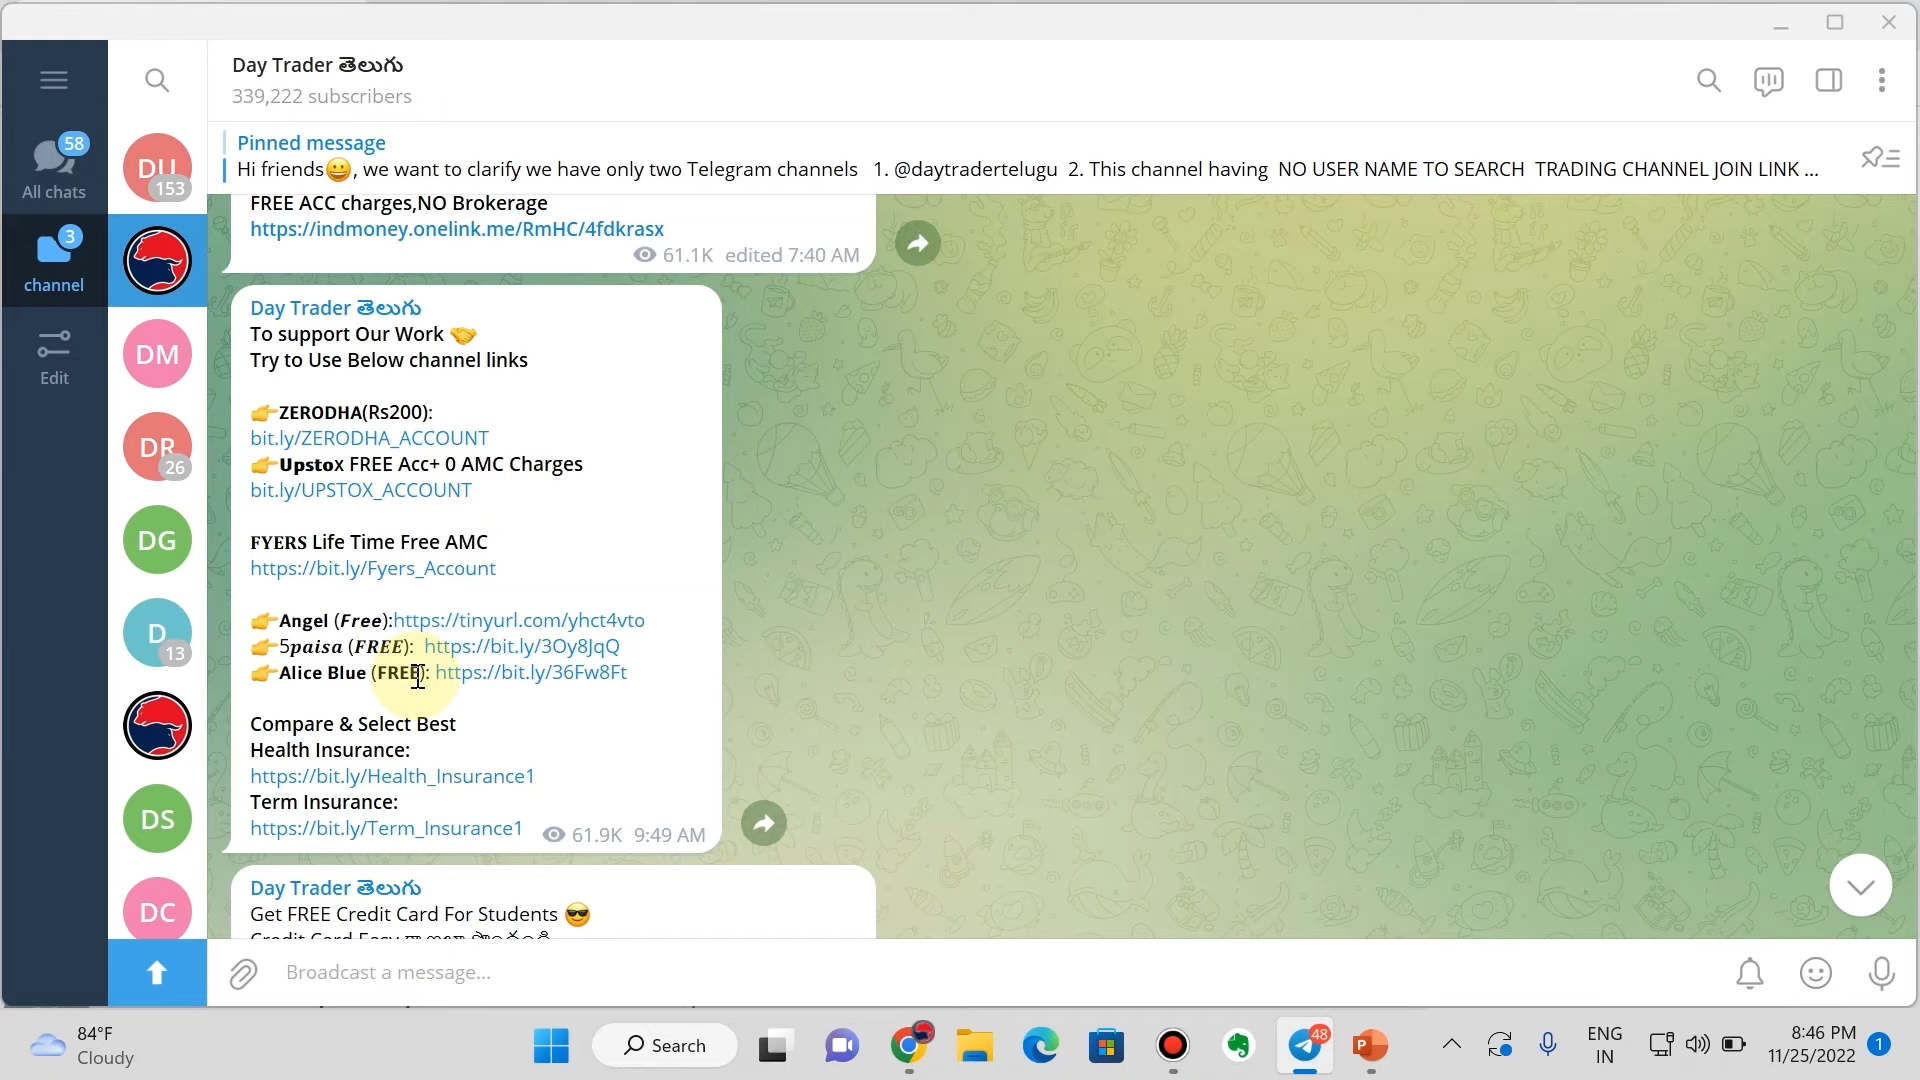 Day Trader తెలుగు
339,222 subscribers
58
All chats
3
channel
Edit
DU
153
DM
DR
26
DG
D
13
DS
DC
Pinned message
Hi friends😀, we want to clarify we have only two Telegram channels 1. @daytradertelugu 2. This channel having NO USER NAME TO SEARCH TRADING CHANNEL JOIN LINK ...
FREE ACC charges,NO Brokerage
https://indmoney.onelink.me/RmHC/4fdkrasx
61.1K edited 7:40 AM
Day Trader తెలుగు
To support Our Work 🤝
Try to Use Below channel links
👉ZERODHA(Rs200):
bit.ly/ZERODHA_ACCOUNT
👉Upstox FREE Acc+ 0 AMC Charges
bit.ly/UPSTOX_ACCOUNT
FYERS Life Time Free AMC
https://bit.ly/Fyers_Account
👉Angel (Free):https://tinyurl.com/yhct4vto
👉5paisa (FREE): https://bit.ly/3Oy8JqQ
👉Alice Blue (FREE): https://bit.ly/36Fw8Ft
Compare & Select Best
Health Insurance:
https://bit.ly/Health_Insurance1
Term Insurance:
https://bit.ly/Term_Insurance1
61.9K 9:49 AM
Day Trader తెలుగు
Get FREE Credit Card For Students 😎
Credit Card Easy
Broadcast a message...
84°F
Cloudy
Search
48
ENG
IN
8:46 PM
11/25/2022
1